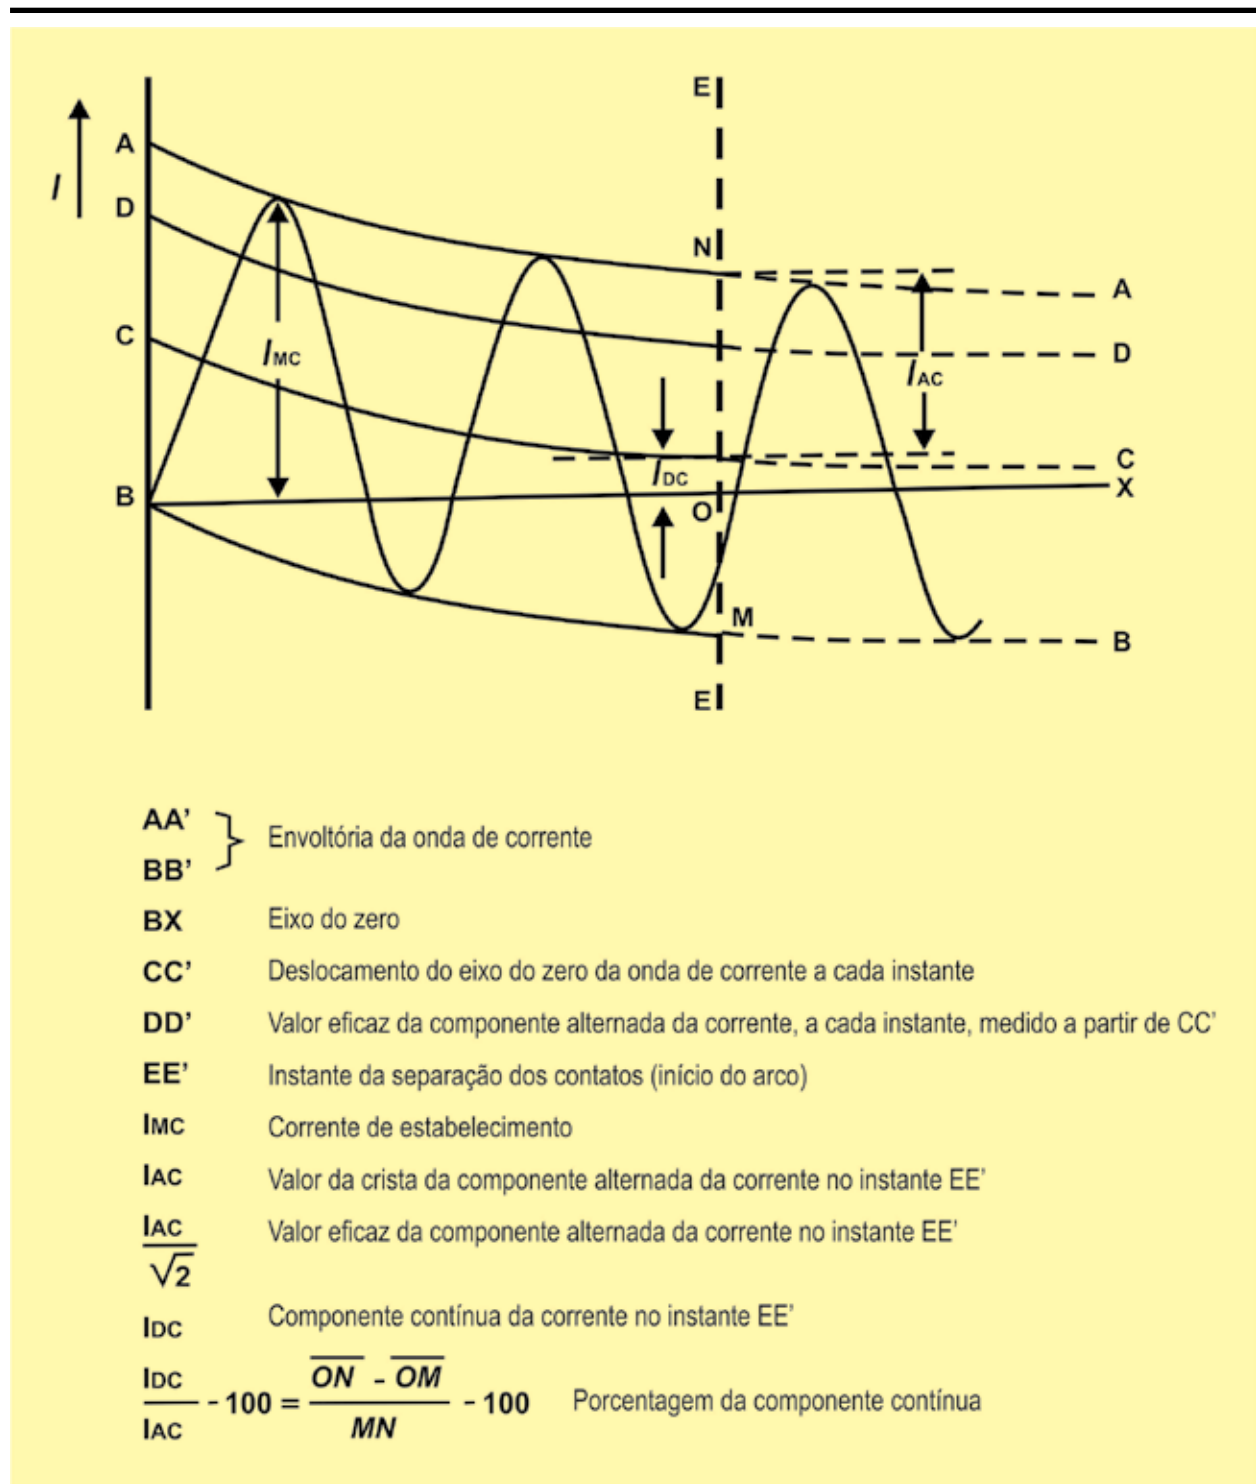 E
A
I
D
N
A
C
D
IMC
IAC
C
IDC
X
B
O
M
B
E
AA’
Envoltória da onda de corrente
BB’
BX Eixo do zero
CC’ Deslocamento do eixo do zero da onda de corrente a cada instante
DD’ Valor eficaz da componente alternada da corrente, a cada instante, medido a partir de CC’
EE’ Instante da separação dos contatos (início do arco)
IMC Corrente de estabelecimento
IAC Valor da crista da componente alternada da corrente no instante EE’
IAC/√2 Valor eficaz da componente alternada da corrente no instante EE’
IDC Componente contínua da corrente no instante EE’
IDC/IAC - 100 = ON - OM/MN - 100 Porcentagem da componente contínua